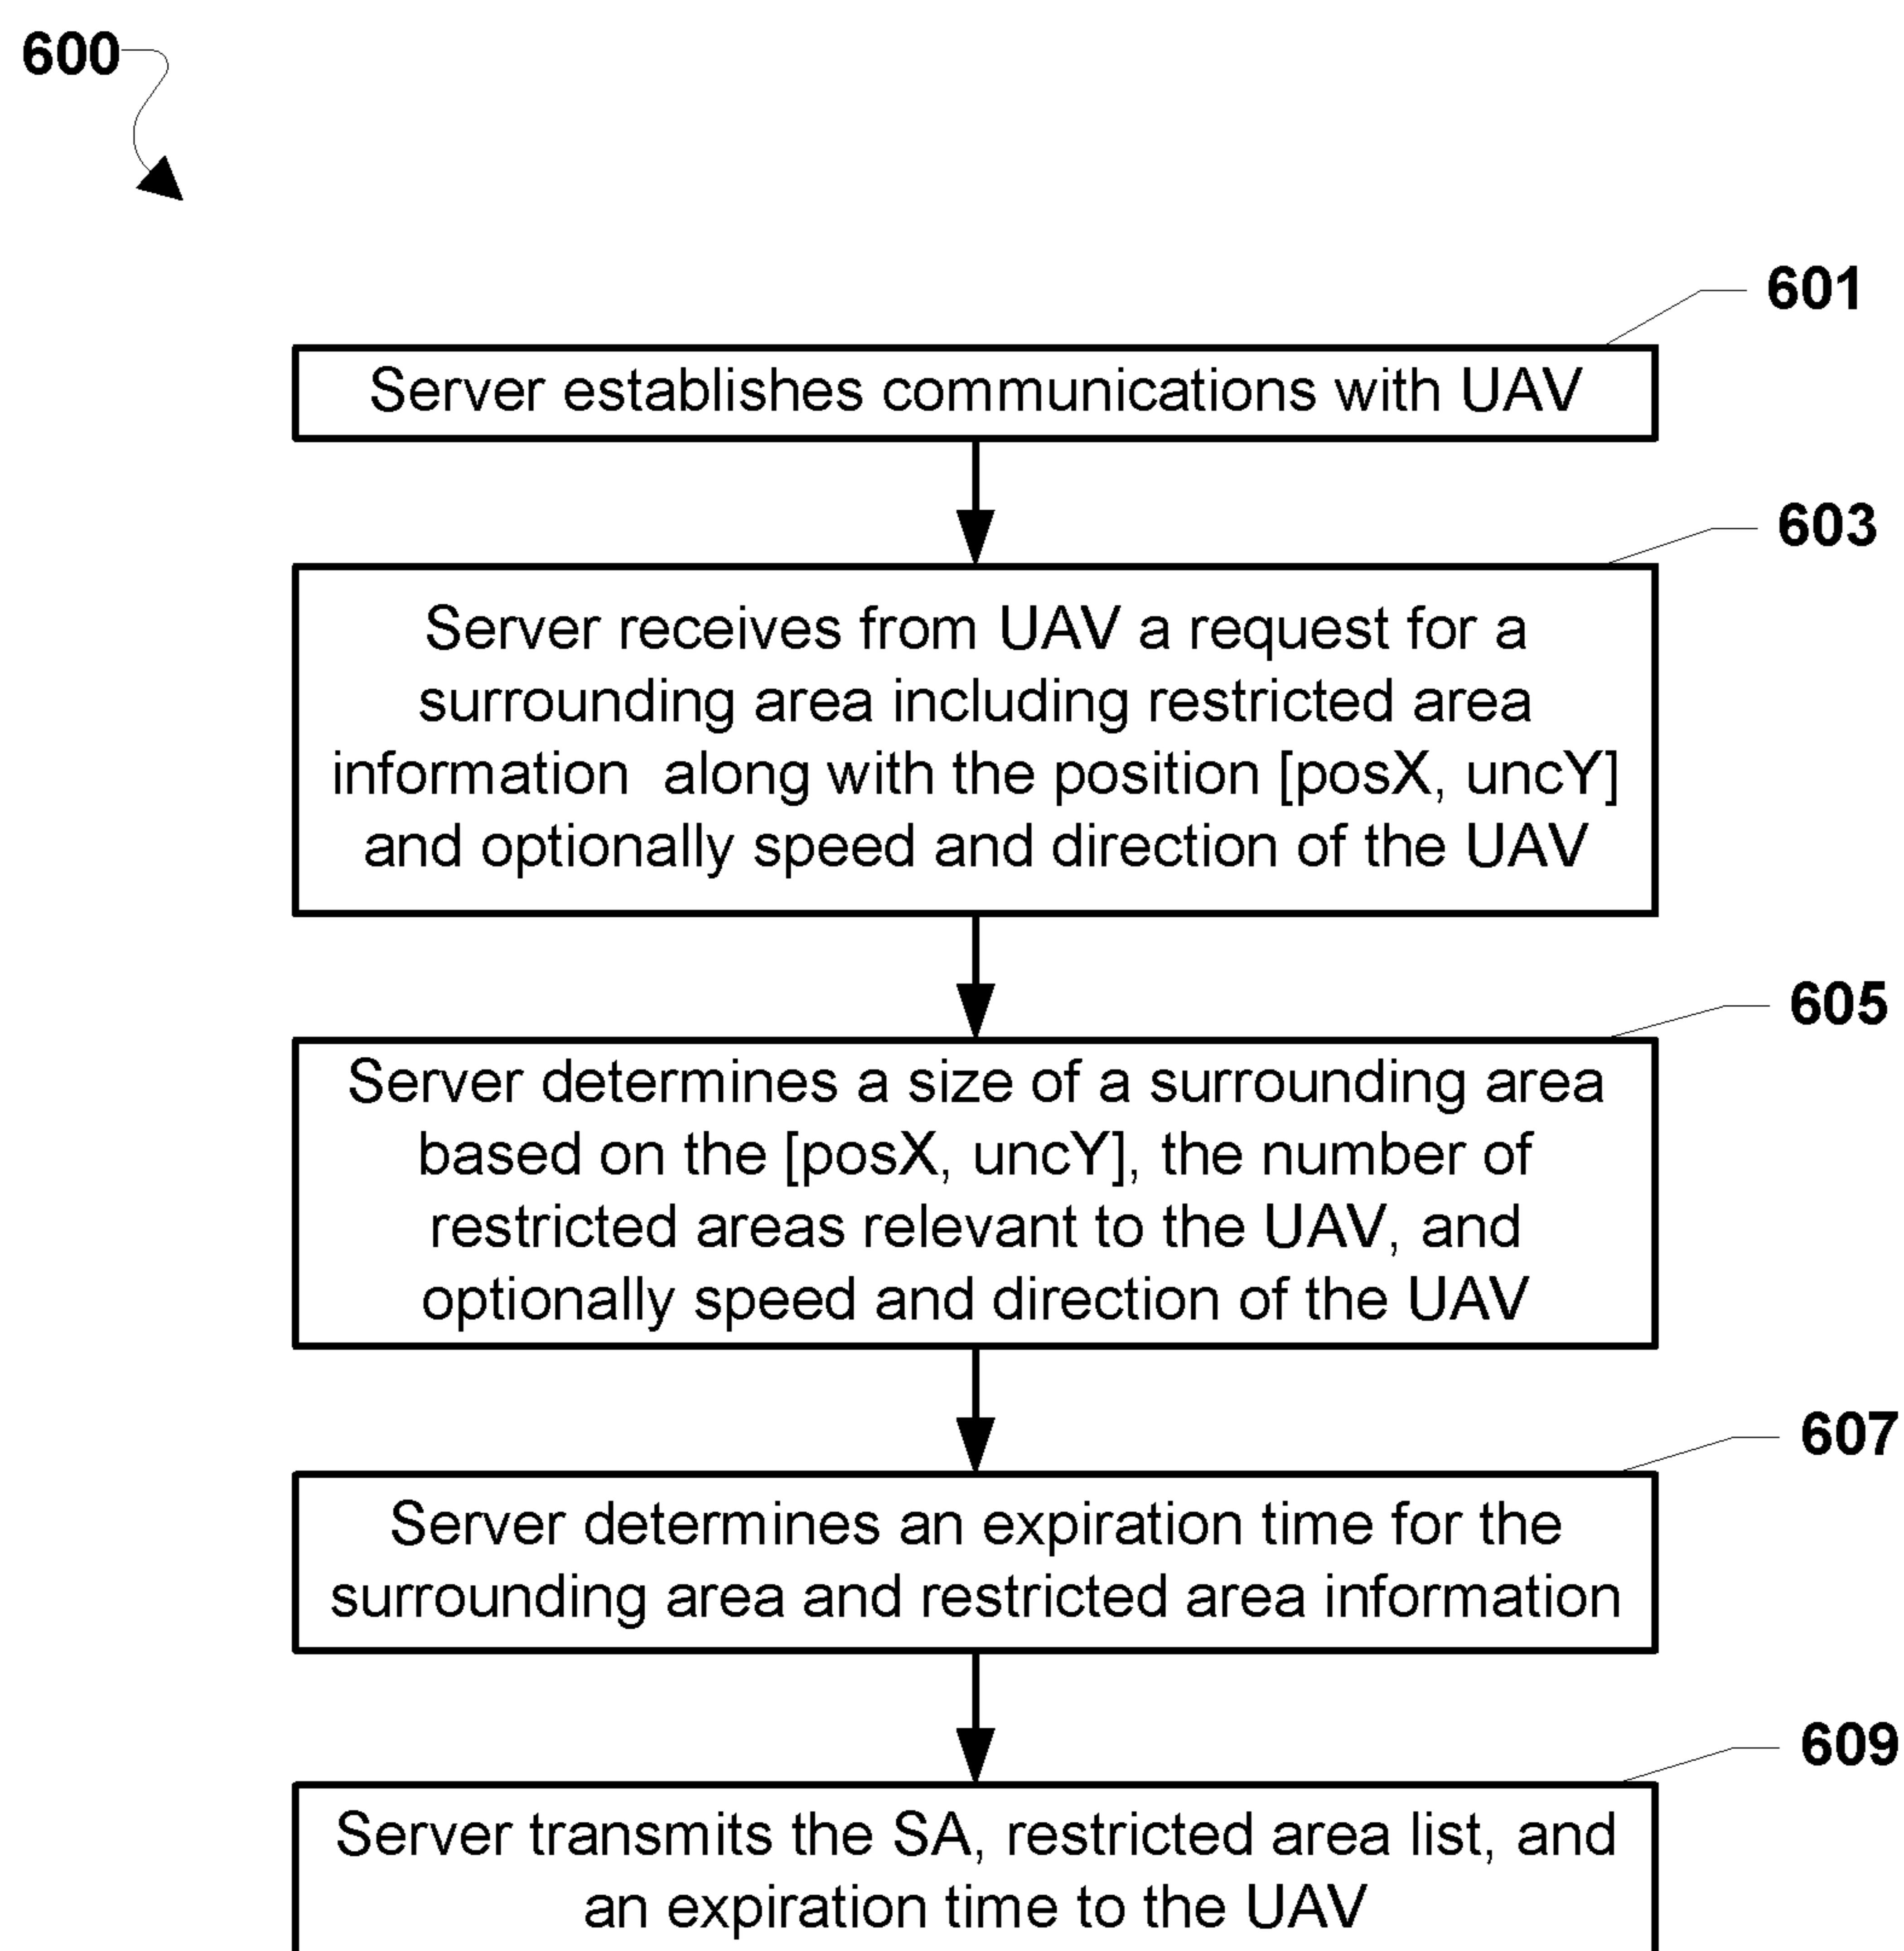 600
601
Server establishes communications with UAV
603
Server receives from UAV a request for a
surrounding area including restricted area
information along with the position [posX, uncY]
and optionally speed and direction of the UAV
605
Server determines a size of a surrounding area
based on the [posX, uncY], the number of
restricted areas relevant to the UAV, and
optionally speed and direction of the UAV
607
Server determines an expiration time for the
surrounding area and restricted area information
609
Server transmits the SA, restricted area list, and
an expiration time to the UAV